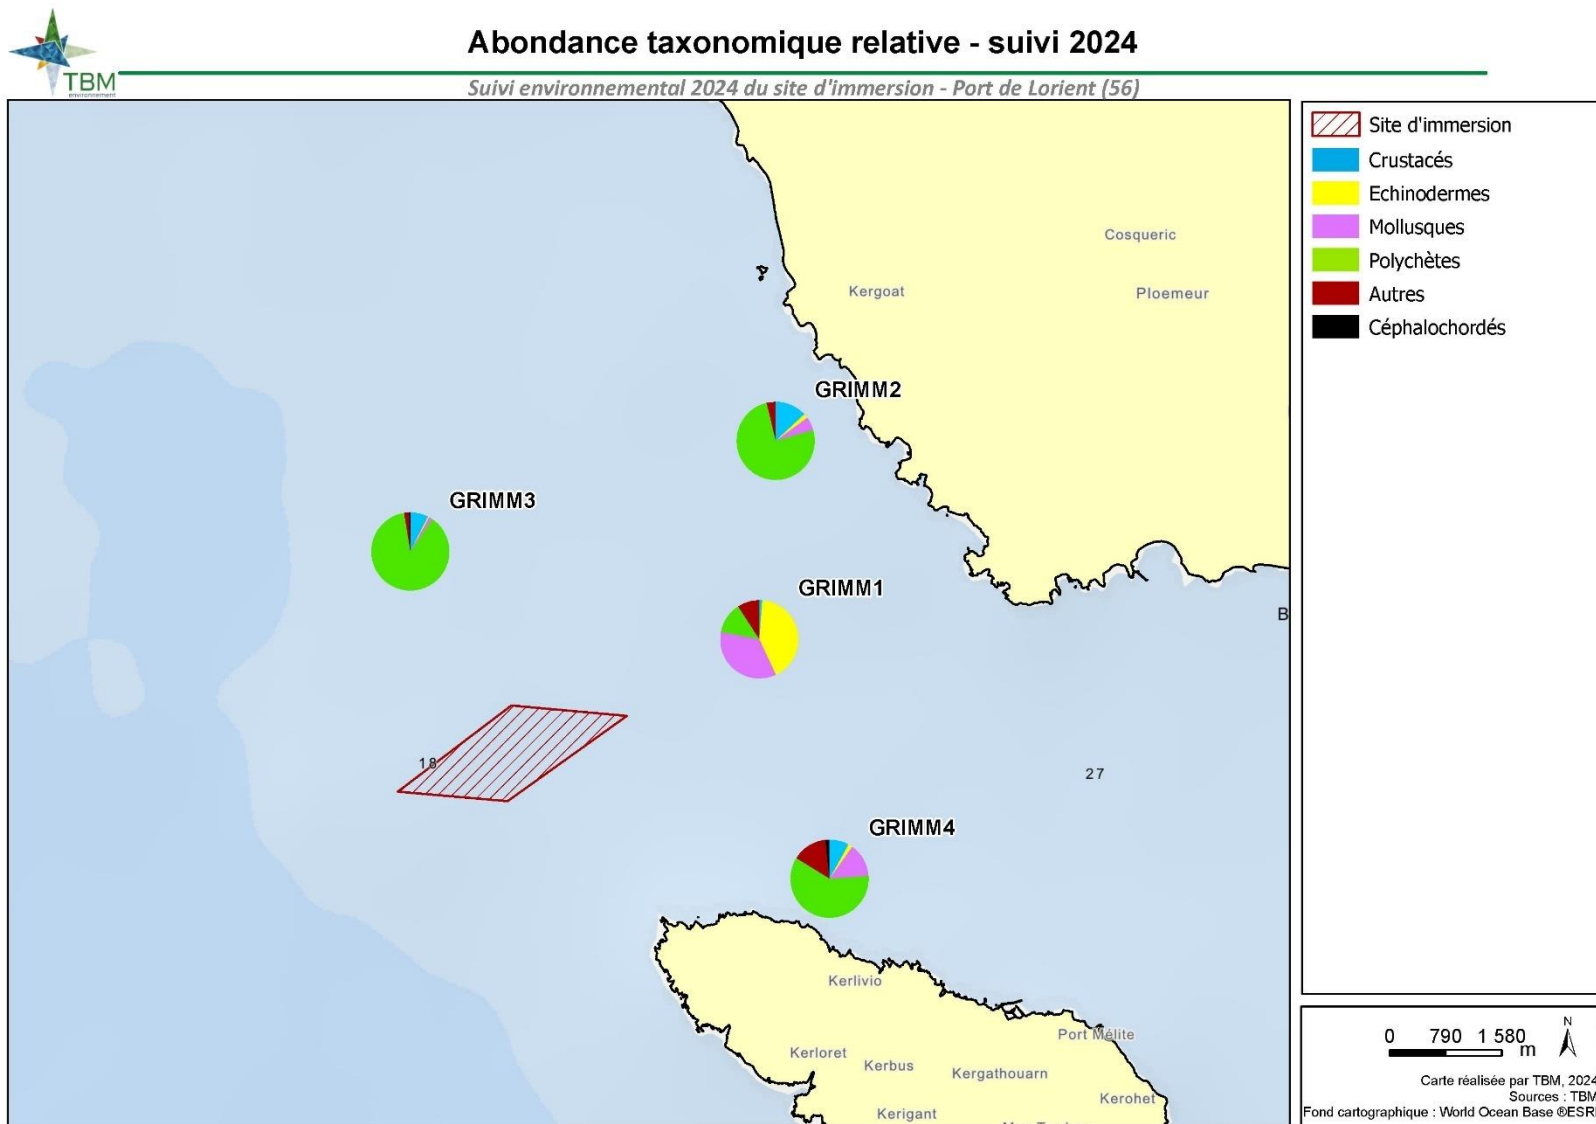 Abondance taxonomique relative - suivi 2024
TBM
environnement
Suivi environnemental 2024 du site d'immersion - Port de Lorient (56)
Site d'immersion
Crustacés
Echinodermes
Mollusques
Polychètes
Autres
Céphalochordés
Cosqueric
Kergoat
Ploemeur
GRIMM2
GRIMM3
GRIMM1
B
18
27
GRIMM4
Kerlivio
Port Mélite
Kerloret
Kerbus
Kergathouarn
Kerohet
Kerigant
0 790 1 580
m
N
Carte réalisée par TBM, 2024
Sources : TBM
Fond cartographique : World Ocean Base ®ESRI